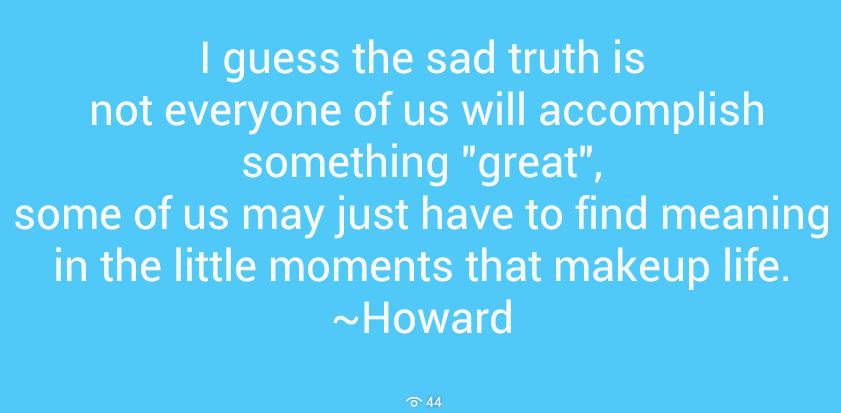 I guess the sad truth is
not everyone of us will accomplish
something "great",
some of us may just have to find meaning
in the little moments that makeup life.
~Howard
44